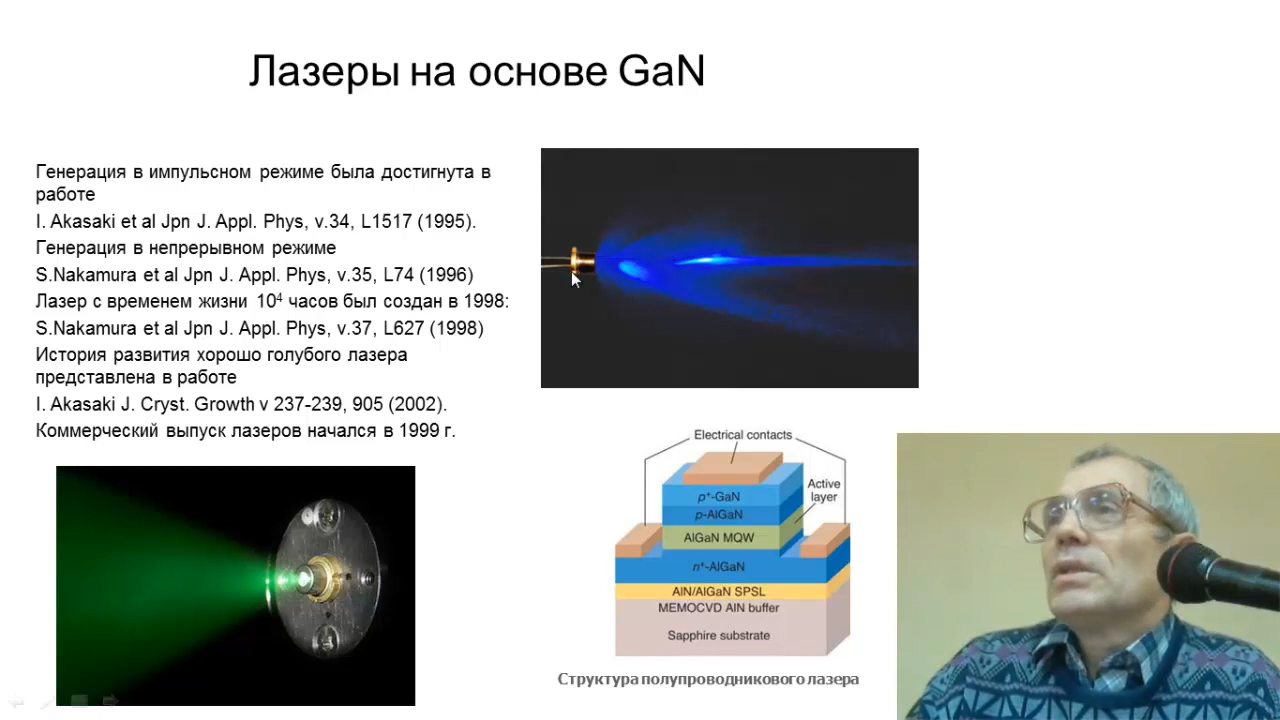 Лазеры на основе GaN
Генерация в импульсном режиме была достигнута в
работе
I. Akasaki et al Jpn J. Appl. Phys, v.34, L1517 (1995).
Генерация в непрерывном режиме
S.Nakamura et al Jpn J. Appl. Phys, v.35, L74 (1996)
Лазер с временем жизни 10⁴ часов был создан в 1998:
S.Nakamura et al Jpn J. Appl. Phys, v.37, L627 (1998)
История развития хорошо голубого лазера
представлена в работе
I. Akasaki J. Cryst. Growth v 237-239, 905 (2002).
Коммерческий выпуск лазеров начался в 1999 г.
Electrical contacts
Active
layer
p⁺-GaN
p-AlGaN
AlGaN MQW
n⁺-AlGaN
AlN/AlGaN SPSL
MEMOCVD AlN buffer
Sapphire substrate
Структура полупроводникового лазера